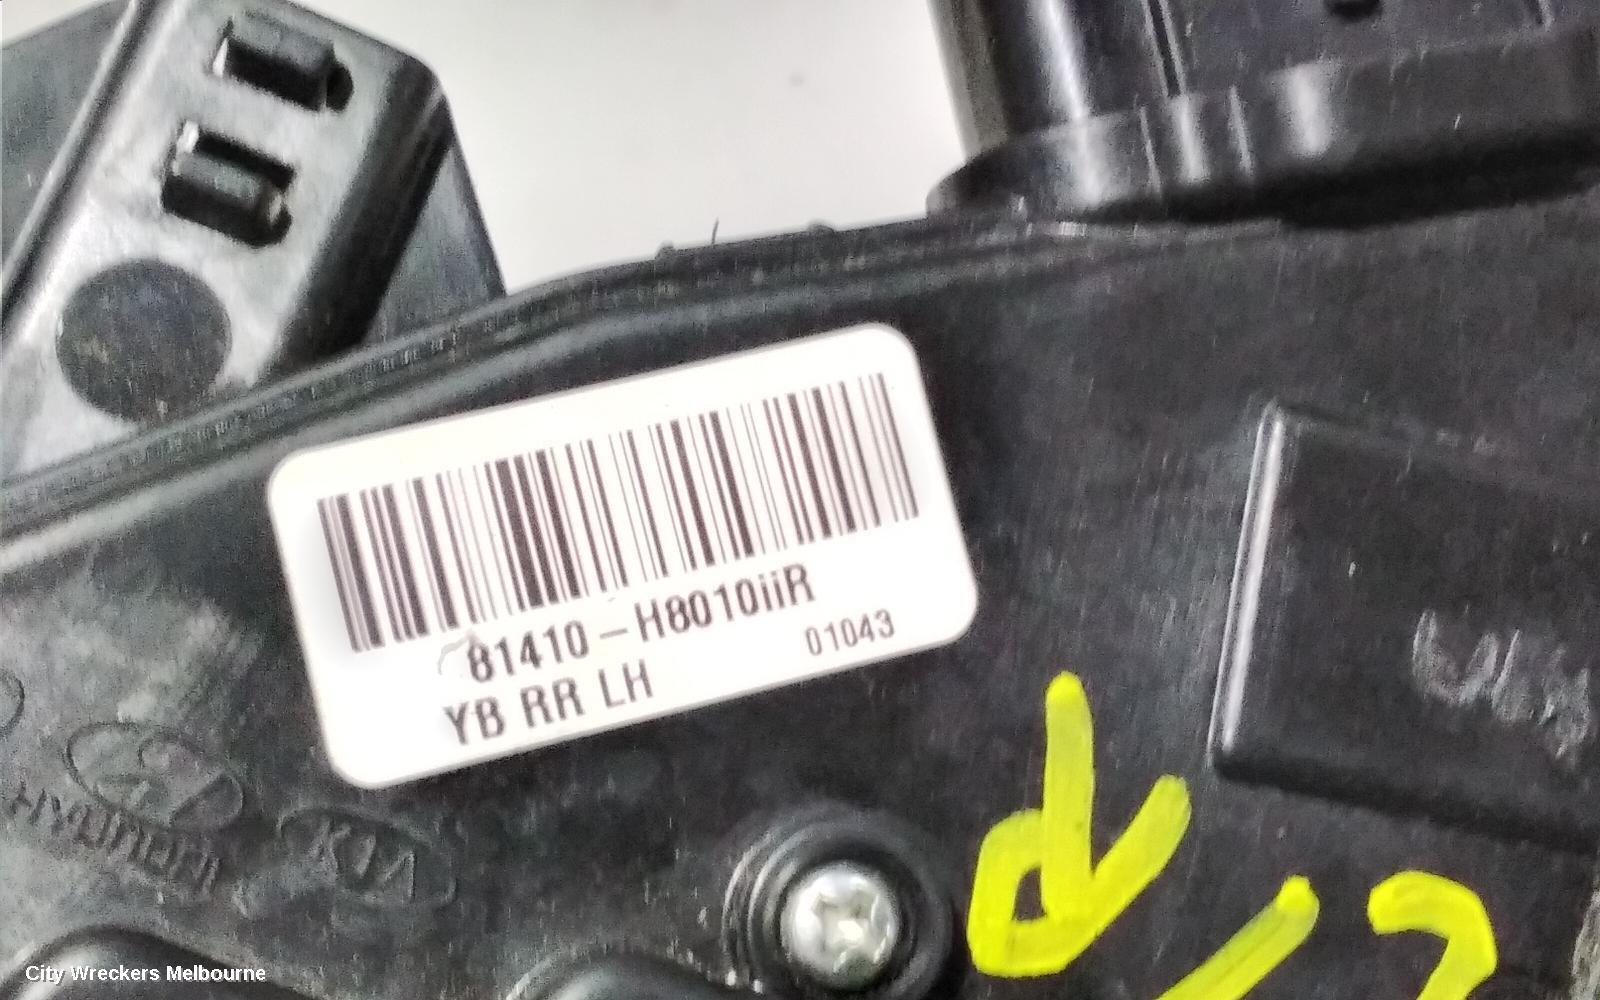 81410-H8010iiR
01043
YB RR LH
HYUNDAI
KIA
City Wreckers Melbourne